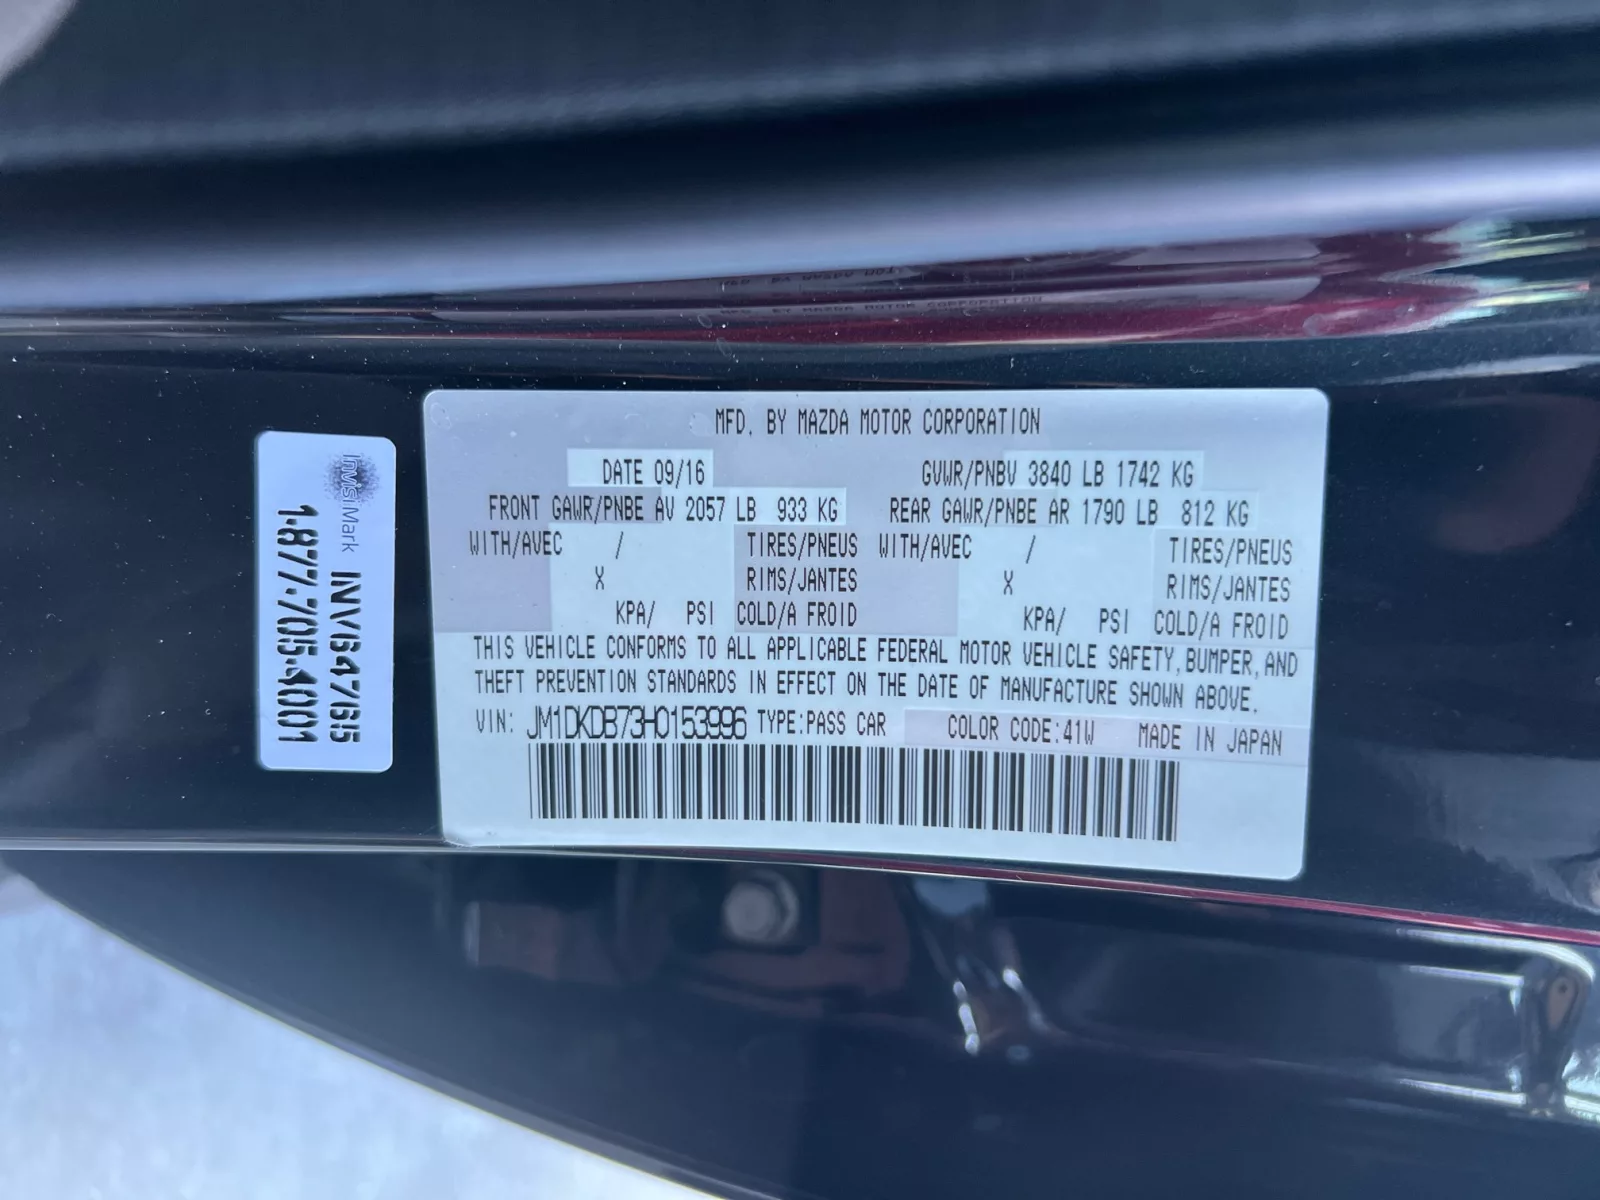 InvisiMark INV647655
1-877-705-4001
MFD. BY MAZDA MOTOR CORPORATION
DATE 09/16 GVWR/PNBV 3840 LB 1742 KG
FRONT GAWR/PNBE AV 2057 LB 933 KG REAR GAWR/PNBE AR 1790 LB 812 KG
WITH/AVEC / TIRES/PNEUS WITH/AVEC / TIRES/PNEUS
X RIMS/JANTES X RIMS/JANTES
KPA/ PSI COLD/A FROID KPA/ PSI COLD/A FROID
THIS VEHICLE CONFORMS TO ALL APPLICABLE FEDERAL MOTOR VEHICLE SAFETY, BUMPER, AND
THEFT PREVENTION STANDARDS IN EFFECT ON THE DATE OF MANUFACTURE SHOWN ABOVE.
VIN: JM1DKDB73H0153996 TYPE:PASS CAR COLOR CODE:41W MADE IN JAPAN